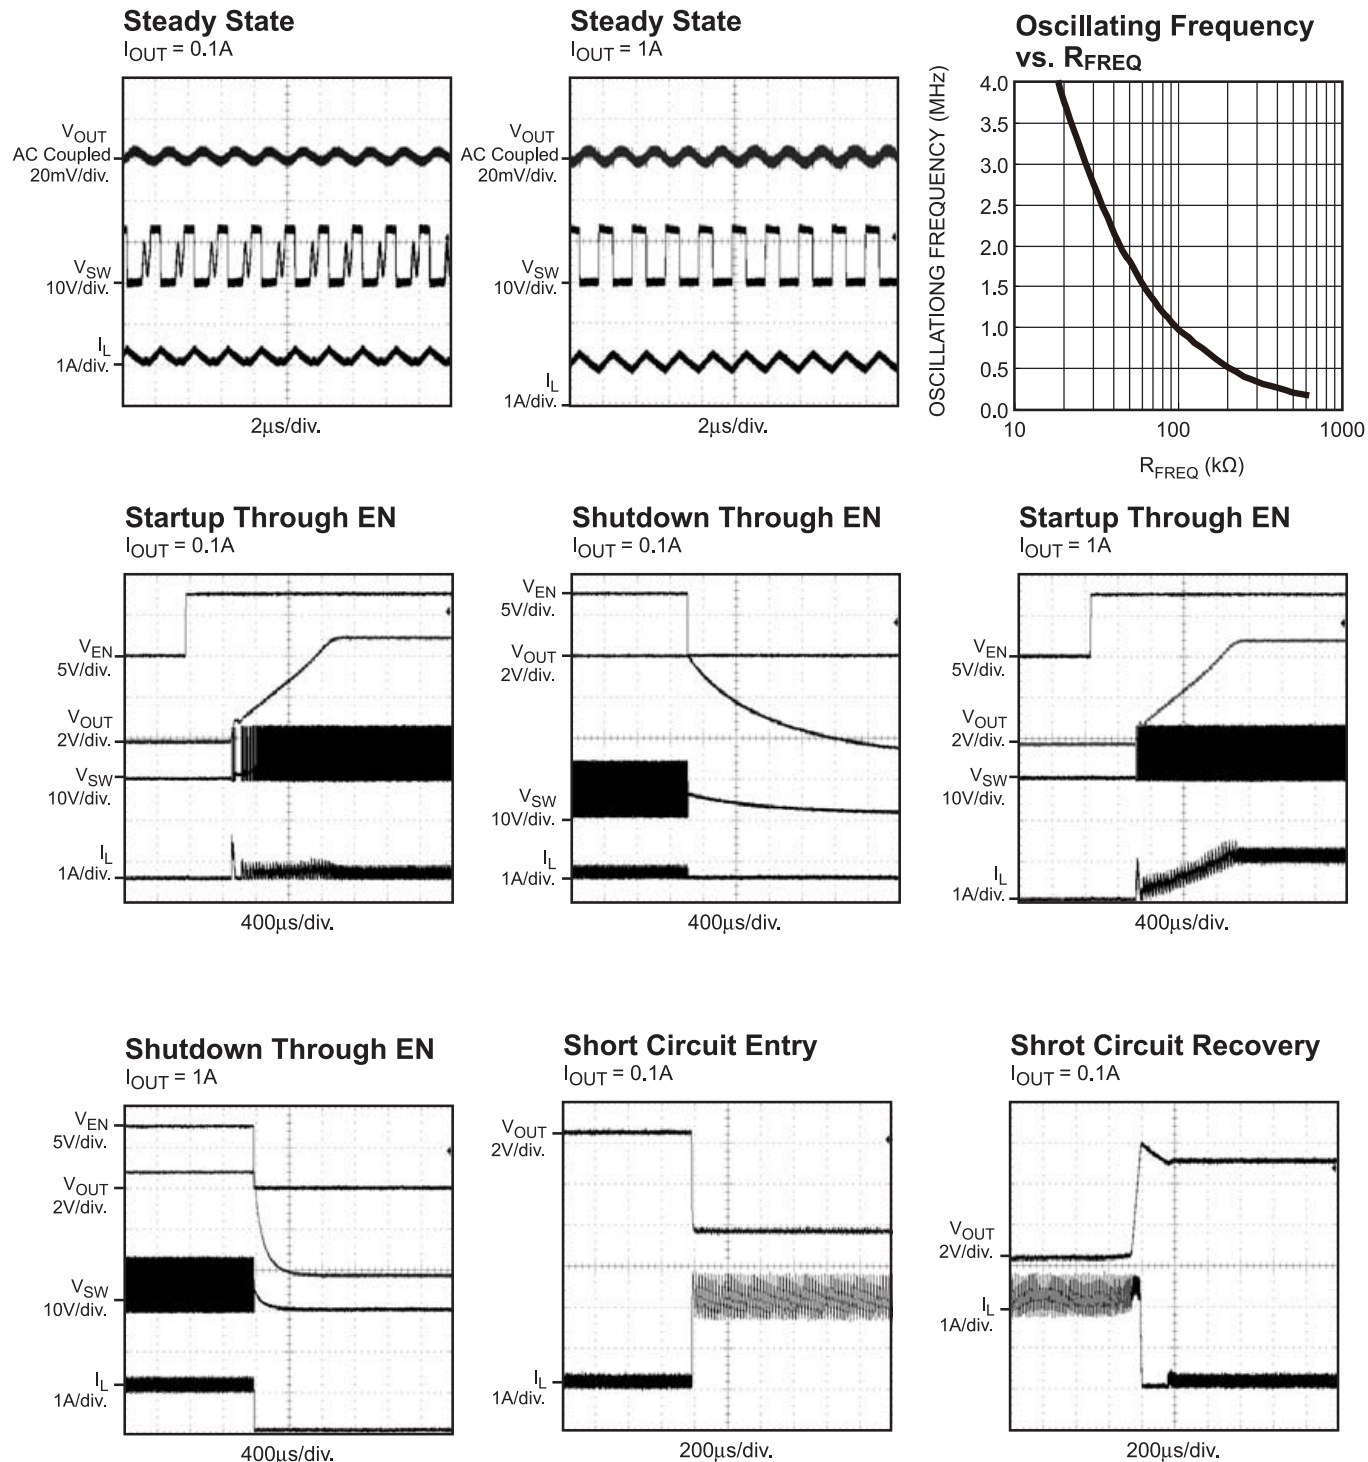 Steady State
IOUT = 0.1A
VOUT
AC Coupled
20mV/div.
VSW
10V/div.
IL
1A/div.
2µs/div.
Steady State
IOUT = 1A
VOUT
AC Coupled
20mV/div.
VSW
10V/div.
IL
1A/div.
2µs/div.
Oscillating Frequency
vs. RFREQ
OSCILLATIONG FREQUENCY (MHz)
4.0
3.5
3.0
2.5
2.0
1.5
1.0
0.5
0.0
10 100 1000
RFREQ (kΩ)
Startup Through EN
IOUT = 0.1A
VEN
5V/div.
VOUT
2V/div.
VSW
10V/div.
IL
1A/div.
400µs/div.
Shutdown Through EN
IOUT = 0.1A
VEN
5V/div.
VOUT
2V/div.
VSW
10V/div.
IL
1A/div.
400µs/div.
Startup Through EN
IOUT = 1A
VEN
5V/div.
VOUT
2V/div.
VSW
10V/div.
IL
1A/div.
400µs/div.
Shutdown Through EN
IOUT = 1A
VEN
5V/div.
VOUT
2V/div.
VSW
10V/div.
IL
1A/div.
400µs/div.
Short Circuit Entry
IOUT = 0.1A
VOUT
2V/div.
IL
1A/div.
200µs/div.
Shrot Circuit Recovery
IOUT = 0.1A
VOUT
2V/div.
IL
1A/div.
200µs/div.